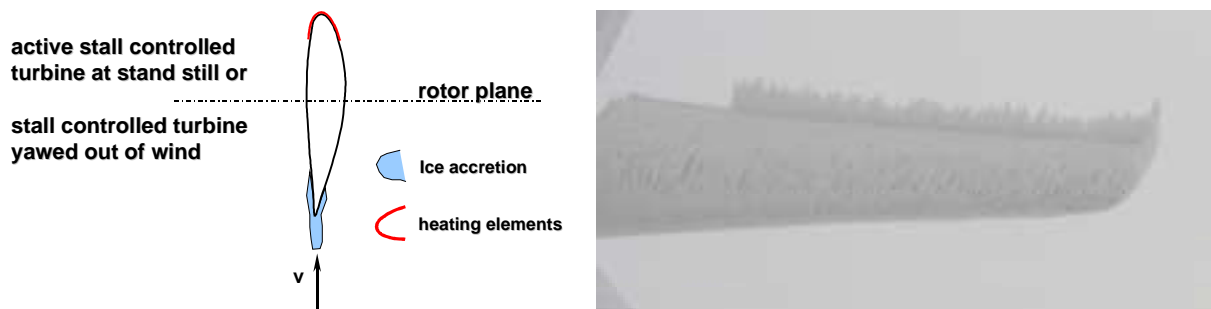 active stall controlled
turbine at stand still or
rotor plane
stall controlled turbine
yawed out of wind
Ice accretion
heating elements
v